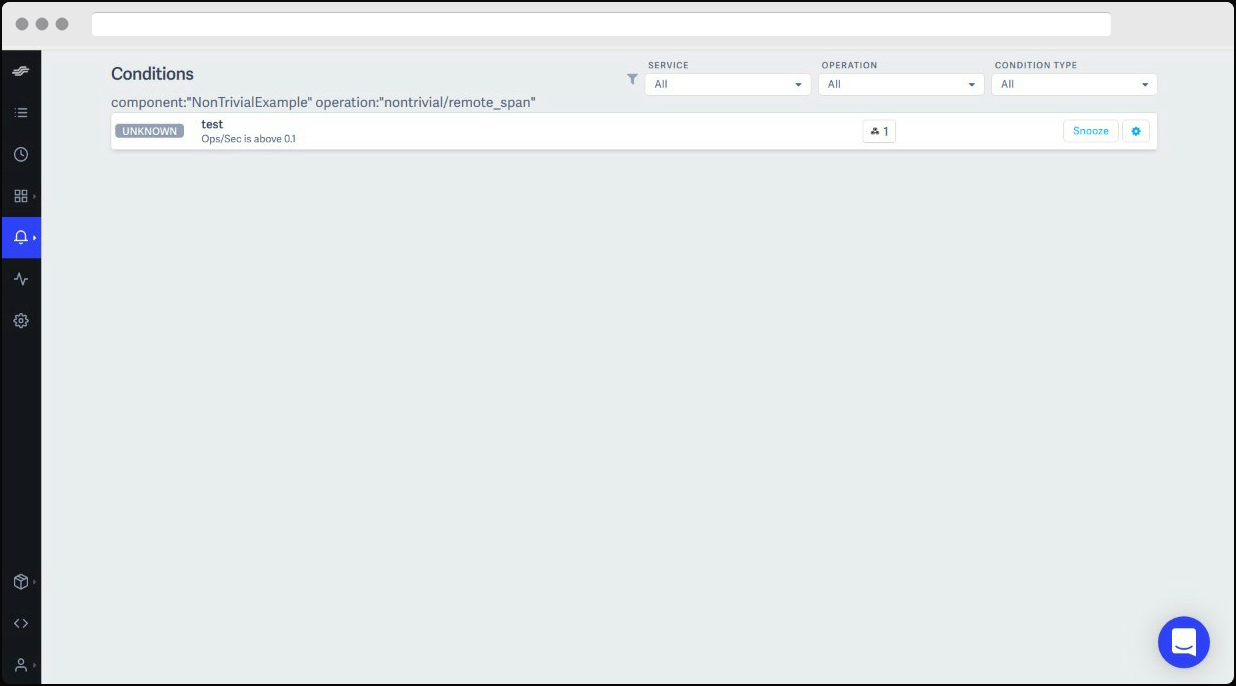 Conditions
SERVICE
OPERATION
CONDITION TYPE
All
All
All
component:"NonTrivialExample" operation:"nontrivial/remote_span"
UNKNOWN
test
Ops/Sec is above 0.1
1
Snooze